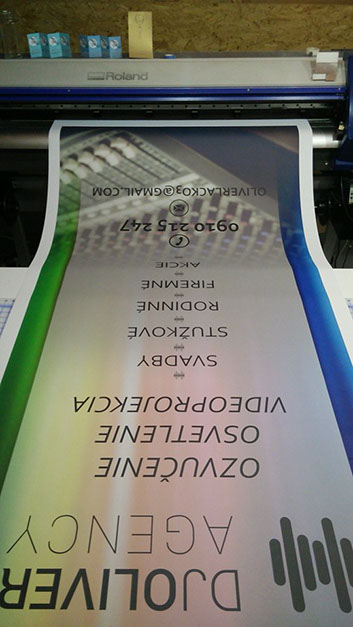 Roland
DJOLIVER
AGENCY
OZVUČENIE
OSVETLENIE
VIDEOPROJEKCIA
SVADBY
STUŽKOVÉ
RODINNÉ
FIREMNÉ
AKCIE
0910 215 247
OLIVERLACKO3@GMAIL.COM